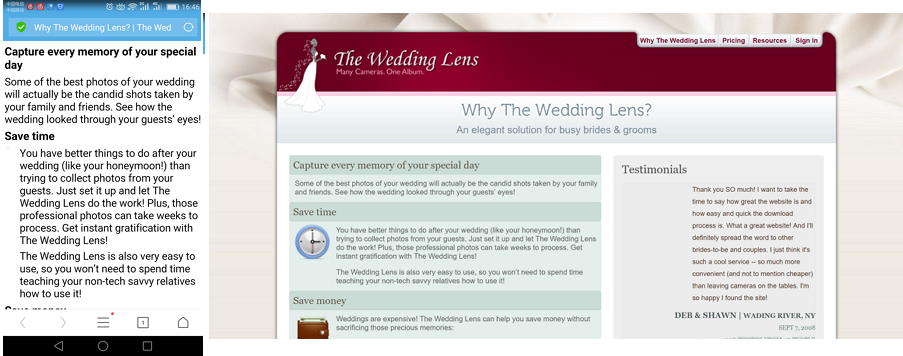 16:46
Why The Wedding Lens? | The Wed
Capture every memory of your special
day
Some of the best photos of your wedding
will actually be the candid shots taken by
your family and friends. See how the
wedding looked through your guests' eyes!
Save time
You have better things to do after your
wedding (like your honeymoon!) than
trying to collect photos from your
guests. Just set it up and let The
Wedding Lens do the work! Plus, those
professional photos can take weeks to
process. Get instant gratification with
The Wedding Lens!
The Wedding Lens is also very easy to
use, so you won't need to spend time
teaching your non-tech savvy relatives
how to use it!
Save money
1
Why The Wedding Lens Pricing Resources Sign In
The Wedding Lens
Many Cameras. One Album.
Why The Wedding Lens?
An elegant solution for busy brides & grooms
Capture every memory of your special day
Some of the best photos of your wedding will actually be the candid shots taken by your family
and friends. See how the wedding looked through your guests' eyes!
Save time
You have better things to do after your wedding (like your honeymoon!) than
trying to collect photos from your guests. Just set it up and let The Wedding Lens
do the work! Plus, those professional photos can take weeks to process. Get
instant gratification with The Wedding Lens!
The Wedding Lens is also very easy to use, so you won't need to spend time
teaching your non-tech savvy relatives how to use it!
Save money
Weddings are expensive! The Wedding Lens can help you save money without
sacrificing those precious memories:
Testimonials
Thank you SO much! I want to take the
time to say how great the website is and
how easy and quick the download
process is. What a great website! And I'll
definitely spread the word to other
brides-to-be and couples. I just think it's
such a cool service -- so much more
convenient (and not to mention cheaper)
than leaving cameras on the tables. I'm
so happy I found the site!
DEB & SHAWN | WADING RIVER, NY
SEPT 7, 2008